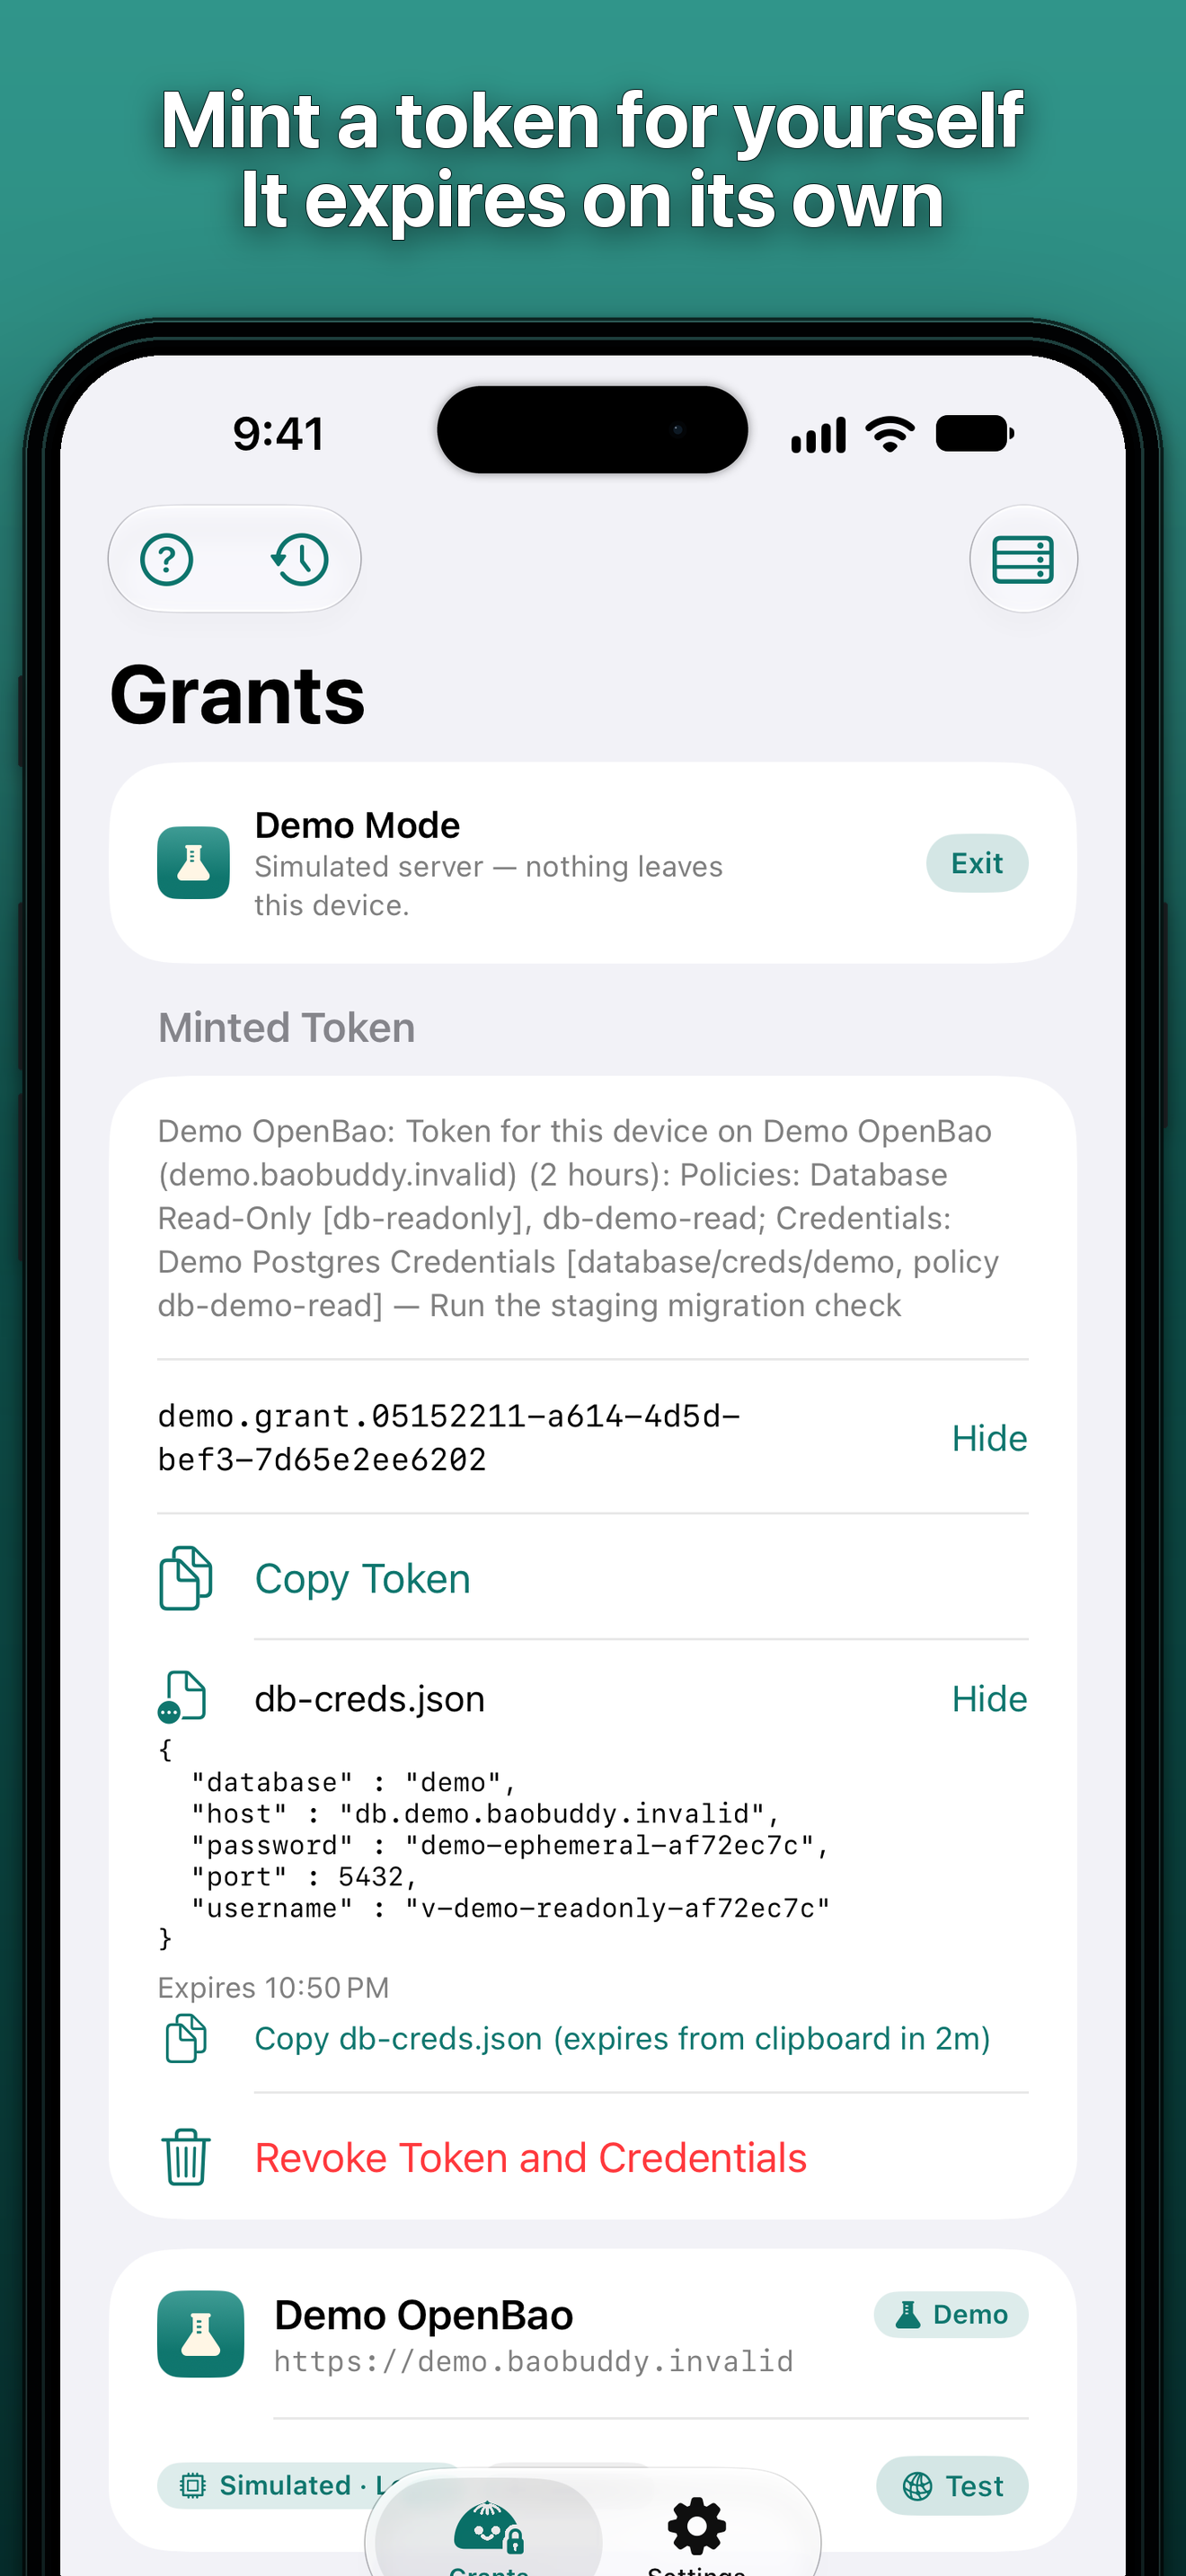 Mint a token for yourself
It expires on its own
9:41
Grants
Demo Mode
Simulated server — nothing leaves
this device.
Exit
Minted Token
Demo OpenBao: Token for this device on Demo OpenBao
(demo.baobuddy.invalid) (2 hours): Policies: Database
Read-Only [db-readonly], db-demo-read; Credentials:
Demo Postgres Credentials [database/creds/demo, policy
db-demo-read] — Run the staging migration check
demo.grant.05152211-a614-4d5d-
bef3-7d65e2ee6202
Hide
Copy Token
db-creds.json
Hide
{
"database" : "demo",
"host" : "db.demo.baobuddy.invalid",
"password" : "demo-ephemeral-af72ec7c",
"port" : 5432,
"username" : "v-demo-readonly-af72ec7c"
}
Expires 10:50 PM
Copy db-creds.json (expires from clipboard in 2m)
Revoke Token and Credentials
Demo OpenBao
Demo
https://demo.baobuddy.invalid
Simulated ·
Test
Grants
Settings